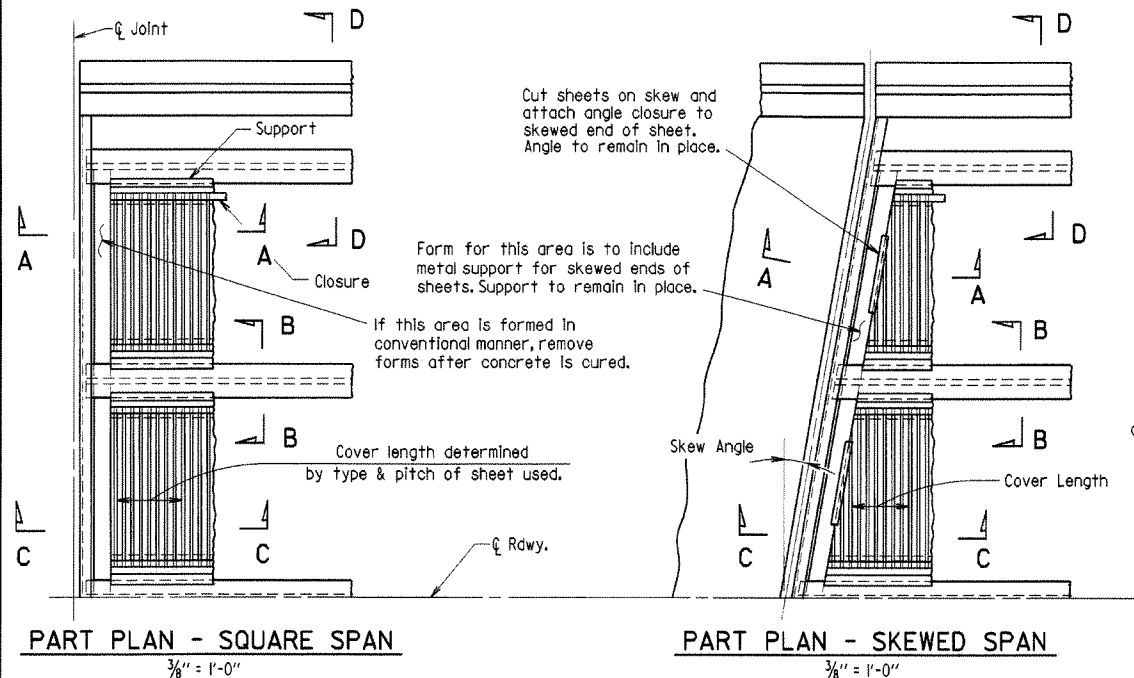 ℄ Joint
D
Support
A
A
D
Closure
If this area is formed in
conventional manner, remove
forms after concrete is cured.
B
B
Cover length determined
by type & pitch of sheet used.
C
C
℄ Rdwy.
PART PLAN - SQUARE SPAN
3/8" = 1'-0"
D
Cut sheets on skew and
attach angle closure to
skewed end of sheet.
Angle to remain in place.
D
Form for this area is to include
metal support for skewed ends of
sheets. Support to remain in place.
A
A
B
B
Skew Angle
Cover Length
C
C
PART PLAN - SKEWED SPAN
3/8" = 1'-0"